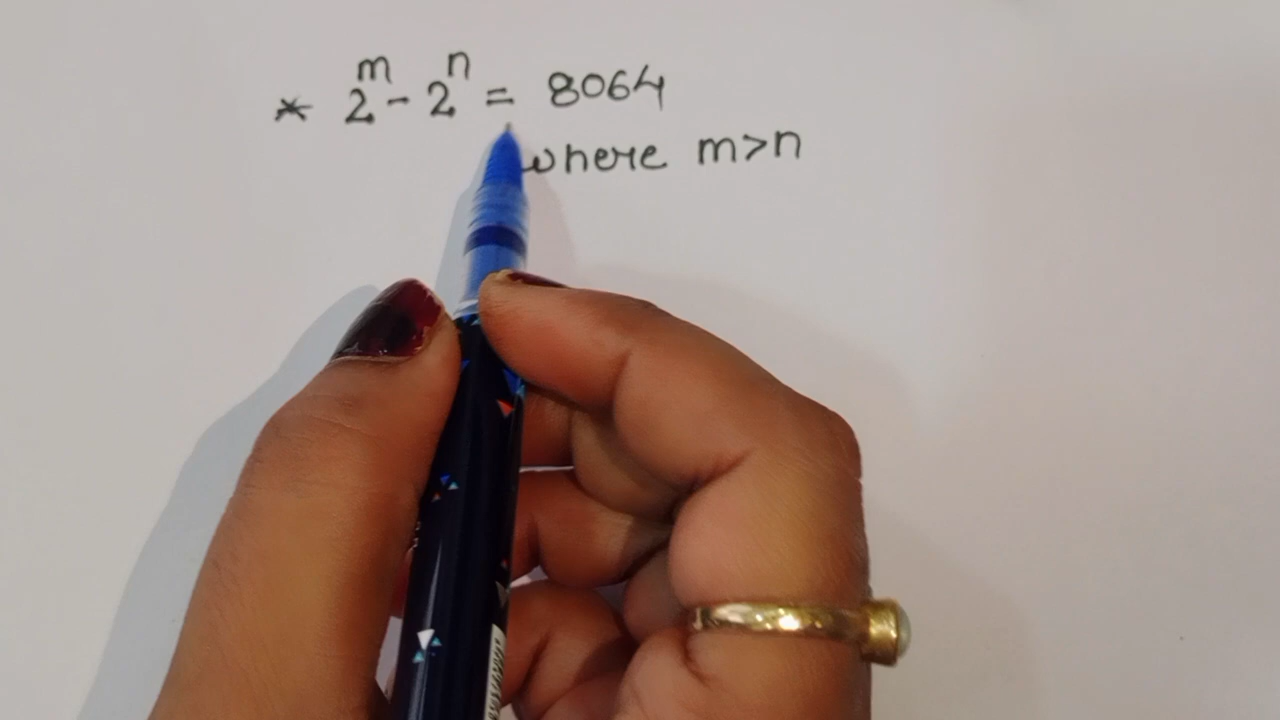 * 2^m - 2^n = 8064
where m>n